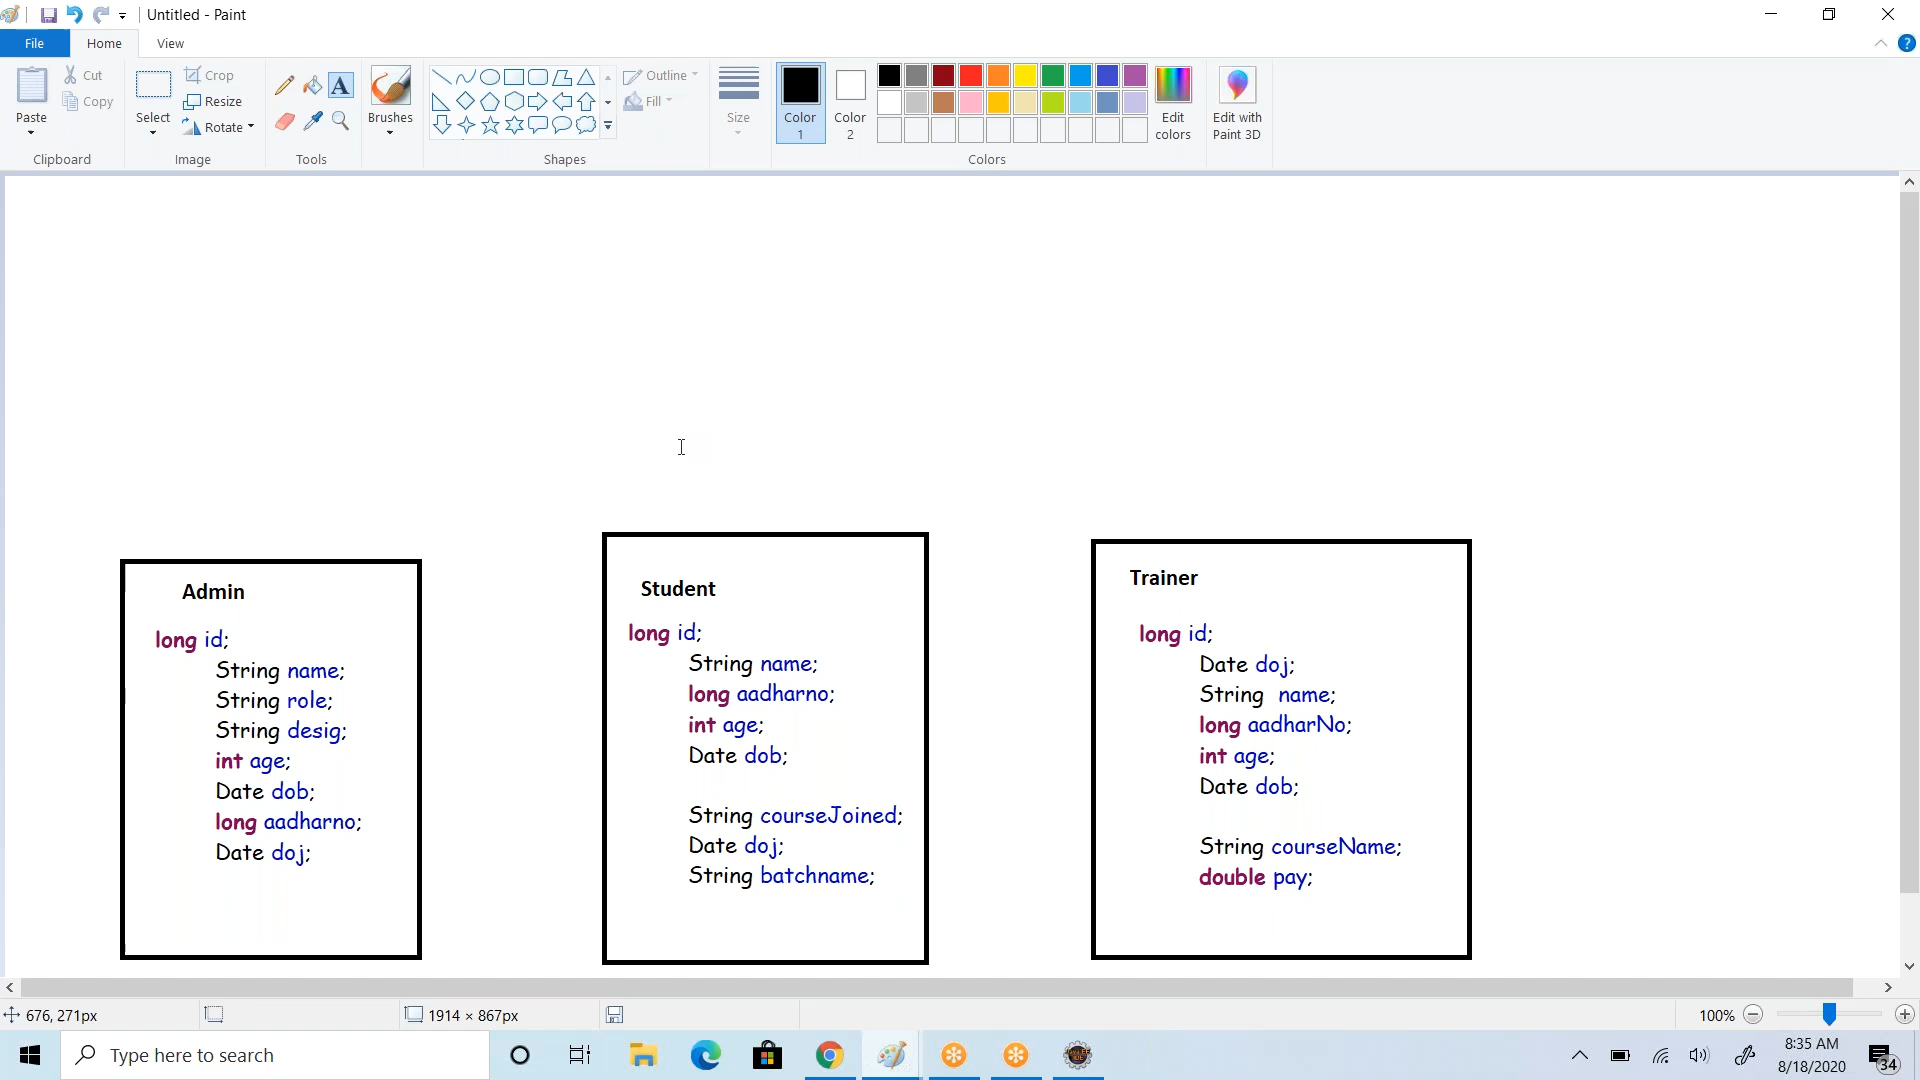 Untitled - Paint
File
Home
View
Paste
Cut
Copy
Clipboard
Select
Crop
Resize
Rotate
Image
A
Tools
Brushes
Outline
Fill
Shapes
Size
Color
1
Color
2
Colors
Edit
colors
Edit with
Paint 3D
Admin
long id;
String name;
String role;
String desig;
int age;
Date dob;
long aadharno;
Date doj;
Student
long id;
String name;
long aadharno;
int age;
Date dob;
String courseJoined;
Date doj;
String batchname;
Trainer
long id;
Date doj;
String name;
long aadharNo;
int age;
Date dob;
String courseName;
double pay;
676, 271px
1914 × 867px
100%
Type here to search
8:35 AM
8/18/2020
34